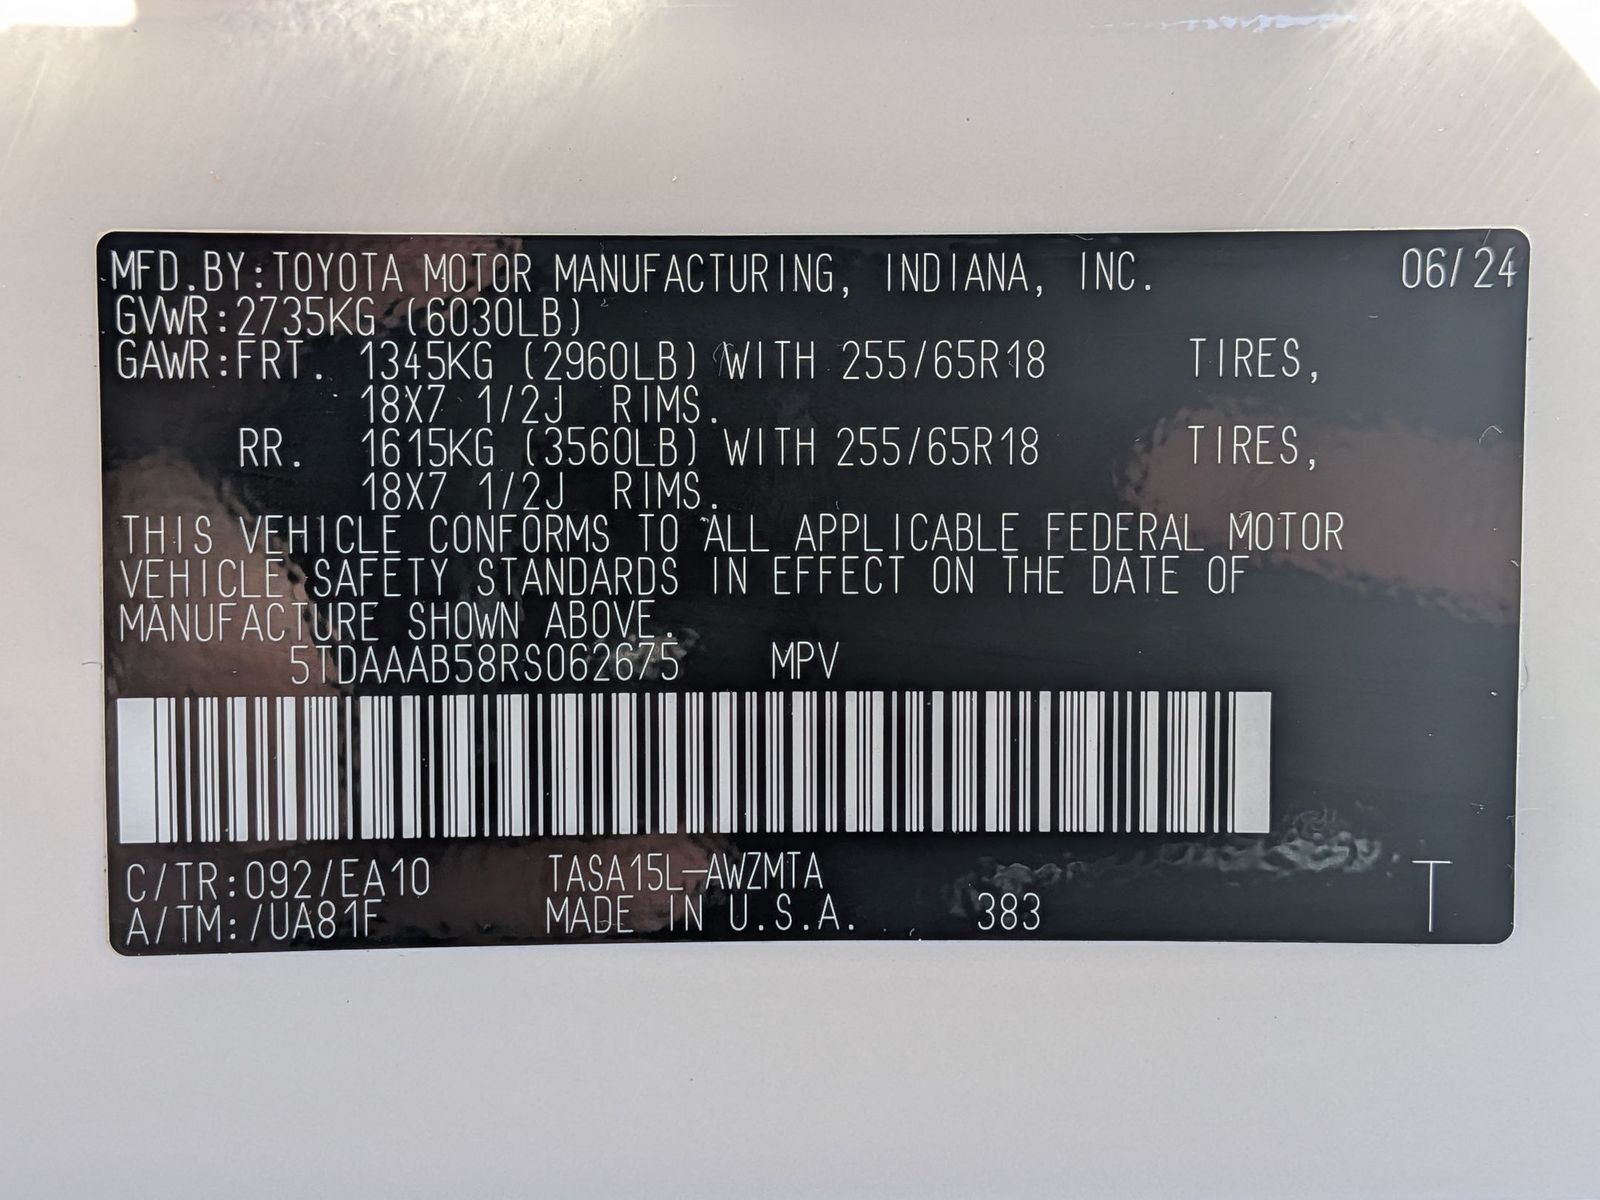 MFD.BY:TOYOTA MOTOR MANUFACTURING, INDIANA, INC. 06/24
GVWR:2735KG (6030LB)
GAWR:FRT. 1345KG (2960LB) WITH 255/65R18 TIRES,
18X7 1/2J RIMS.
RR. 1615KG (3560LB) WITH 255/65R18 TIRES,
18X7 1/2J RIMS.
THIS VEHICLE CONFORMS TO ALL APPLICABLE FEDERAL MOTOR
VEHICLE SAFETY STANDARDS IN EFFECT ON THE DATE OF
MANUFACTURE SHOWN ABOVE.
5TDAAAB58RS062675 MPV
C/TR:092/EA10 TASA15L-AWZMTA
A/TM:/UA81F MADE IN U.S.A. 383 T